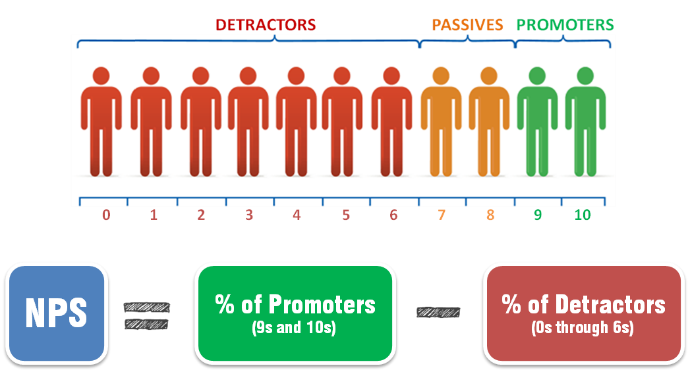 DETRACTORS PASSIVES PROMOTERS
0 1 2 3 4 5 6 7 8 9 10
NPS = % of Promoters - % of Detractors
(9s and 10s) (0s through 6s)